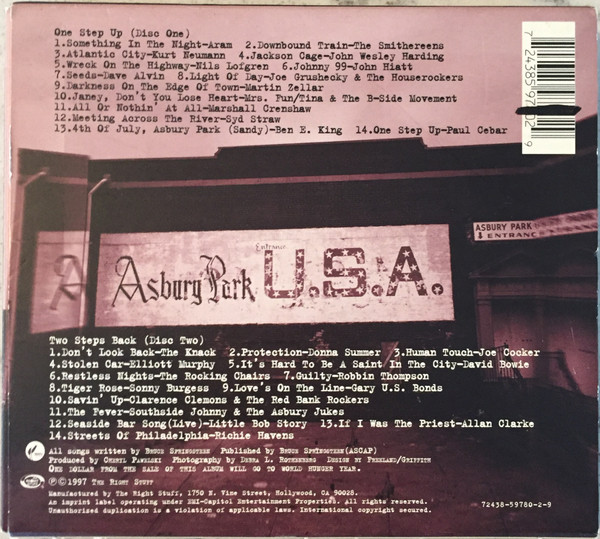 One Step Up (Disc One)
1.Something In The Night-Aram 2.Downbound Train-The Smithereens
3.Atlantic City-Kurt Neumann 4.Jackson Cage-John Wesley Harding
5.Wreck On The Highway-Nils Lofgren 6.Johnny 99-John Hiatt
7.Seeds-Dave Alvin 8.Light Of Day-Joe Grushecky & The Houserockers
9.Darkness On The Edge Of Town-Martin Zellar
10.Janey, Don't You Lose Heart-Mrs. Fun/Tina & The B-Side Movement
11.All Or Nothin' At All-Marshall Crenshaw
12.Meeting Across The River-Syd Straw
13.4th Of July, Asbury Park (Sandy)-Ben E. King 14.One Step Up-Paul Cebar
ASBURY PARK
ENTRANC
Entrance
Asbury Park U.S.A.
Two Steps Back (Disc Two)
1.Don't Look Back-The Knack 2.Protection-Donna Summer 3.Human Touch-Joe Cocker
4.Stolen Car-Elliott Murphy 5.It's Hard To Be A Saint In The City-David Bowie
6.Restless Nights-The Rocking Chairs 7.Guilty-Robbin Thompson
8.Tiger Rose-Sonny Burgess 9.Love's On The Line-Gary U.S. Bonds
10.Savin' Up-Clarence Clemons & The Red Bank Rockers
11.The Fever-Southside Johnny & The Asbury Jukes
12.Seaside Bar Song(Live)-Little Bob Story 13.If I Was The Priest-Allan Clarke
14.Streets Of Philadelphia-Richie Havens
All songs written by Bruce Springsteen Published by Bruce Springsteen(ASCAP)
Produced by Cheryl Pawelski Photography by Debra L. Rothenberg Design by Freeland/Griffith
One dollar from the sale of this album will go to World Hunger Year.
℗©1997 The Right Stuff
Manufactured by The Right Stuff, 1750 N. Vine Street, Hollywood, CA 90028.
An imprint label operating under EMI-Capitol Entertainment Properties. All rights reserved.
Unauthorized duplication is a violation of applicable laws. International copyright secured.
72438-59780-2-9